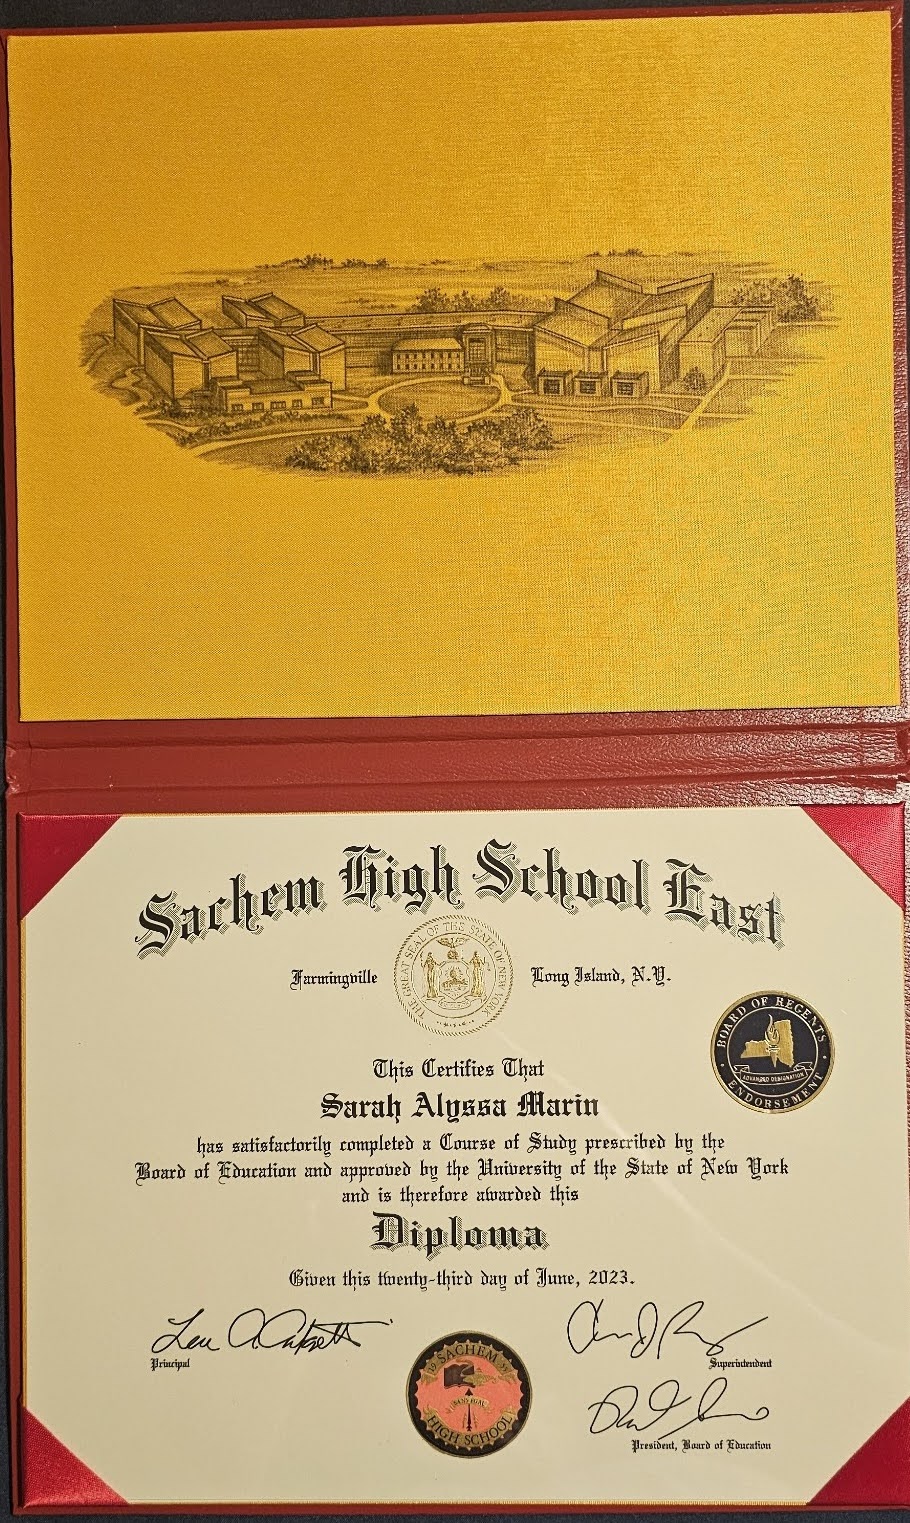 Sachem High School East
Farmingville Long Island, N.Y.
THE GREAT SEAL OF THE STATE OF NEW YORK
BOARD OF REGENTS
ADVANCED DESIGNATION
ENDORSEMENT
This Certifies That
Sarah Alyssa Marin
has satisfactorily completed a Course of Study prescribed by the
Board of Education and approved by the University of the State of New York
and is therefore awarded this
Diploma
Given this twenty-third day of June, 2023.
Principal
Superintendent
SACHEM
HIGH SCHOOL
President, Board of Education